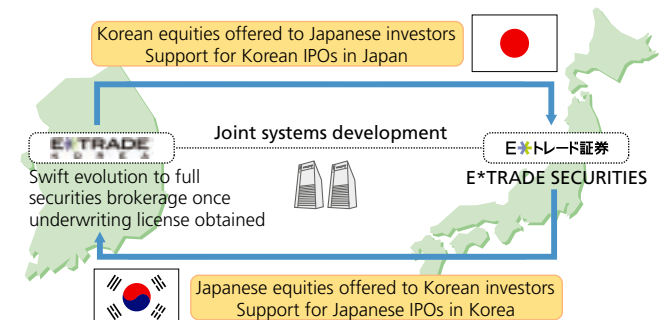 Korean equities offered to Japanese investors
Support for Korean IPOs in Japan
Joint systems development
E*TRADE
KOREA
E*トレード証券
E*TRADE SECURITIES
Swift evolution to full
securities brokerage once
underwriting license obtained
Japanese equities offered to Korean investors
Support for Japanese IPOs in Korea